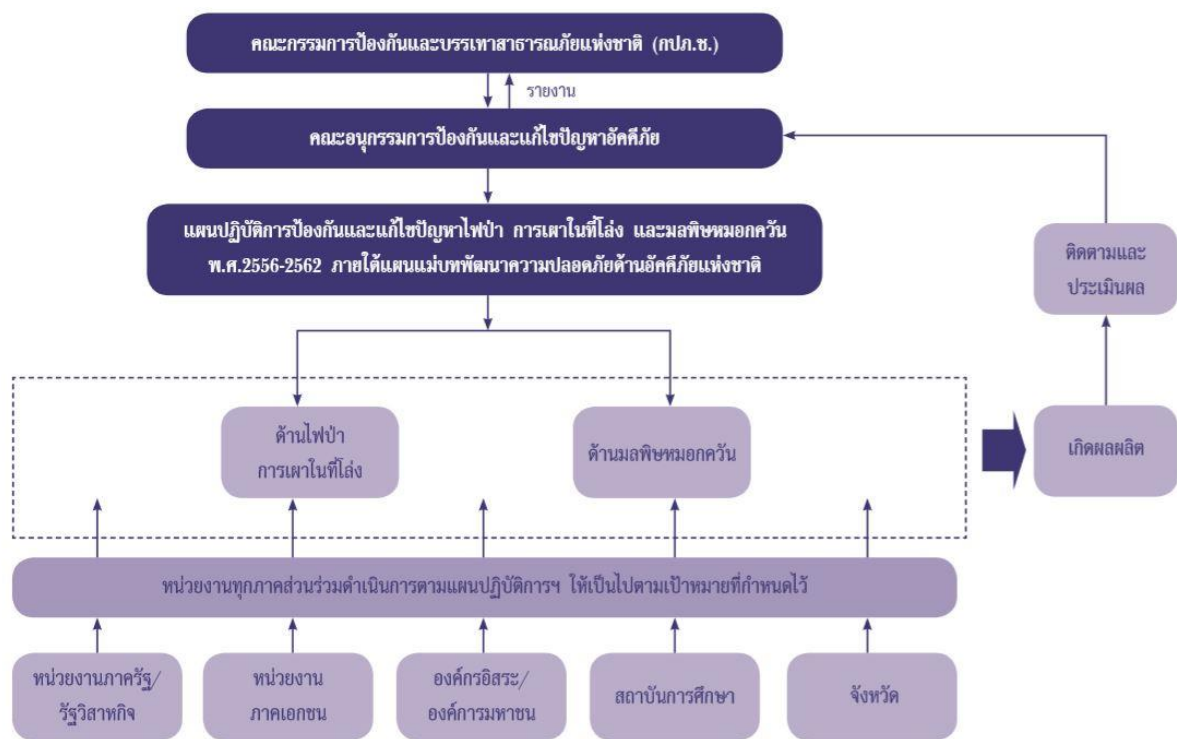 คณะกรรมการป้องกันและบรรเทาสาธารณภัยแห่งชาติ (กปภ.ช.)
รายงาน
คณะอนุกรรมการป้องกันและแก้ไขปัญหาอัคคีภัย
แผนปฏิบัติการป้องกันและแก้ไขปัญหาไฟป่า การเผาในที่โล่ง และมลพิษหมอกควัน
พ.ศ.2556-2562 ภายใต้แผนแม่บทพัฒนาความปลอดภัยด้านอัคคีภัยแห่งชาติ
ติดตามและ
ประเมินผล
ด้านไฟป่า
การเผาในที่โล่ง
ด้านมลพิษหมอกควัน
เกิดผลผลิต
หน่วยงานทุกภาคส่วนร่วมดำเนินการตามแผนปฏิบัติการฯ ให้เป็นไปตามเป้าหมายที่กำหนดไว้
หน่วยงานภาครัฐ/
รัฐวิสาหกิจ
หน่วยงาน
ภาคเอกชน
องค์กรอิสระ/
องค์การมหาชน
สถาบันการศึกษา
จังหวัด